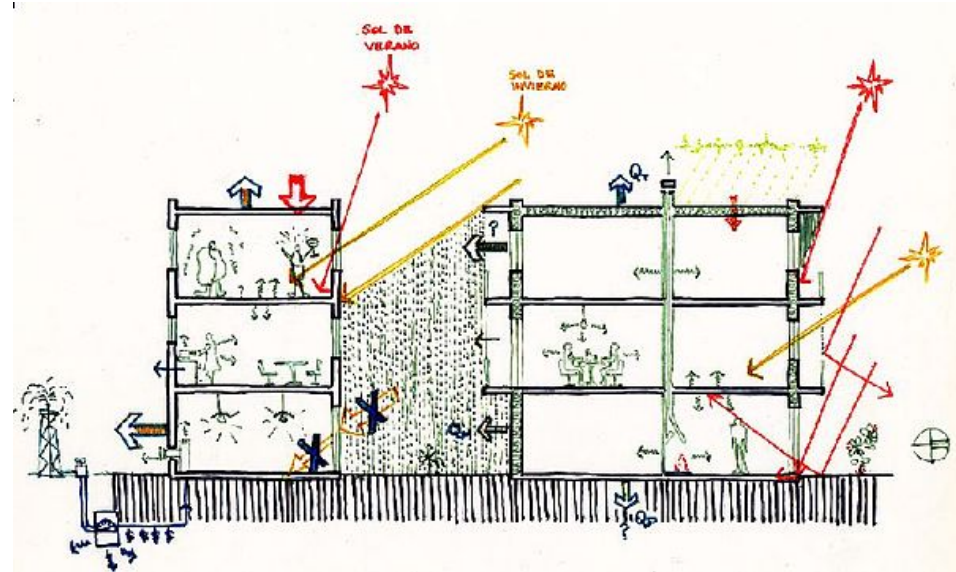 SOL DE
VERANO
SOL DE
INVIERNO
?
?
$ $ $ $
$